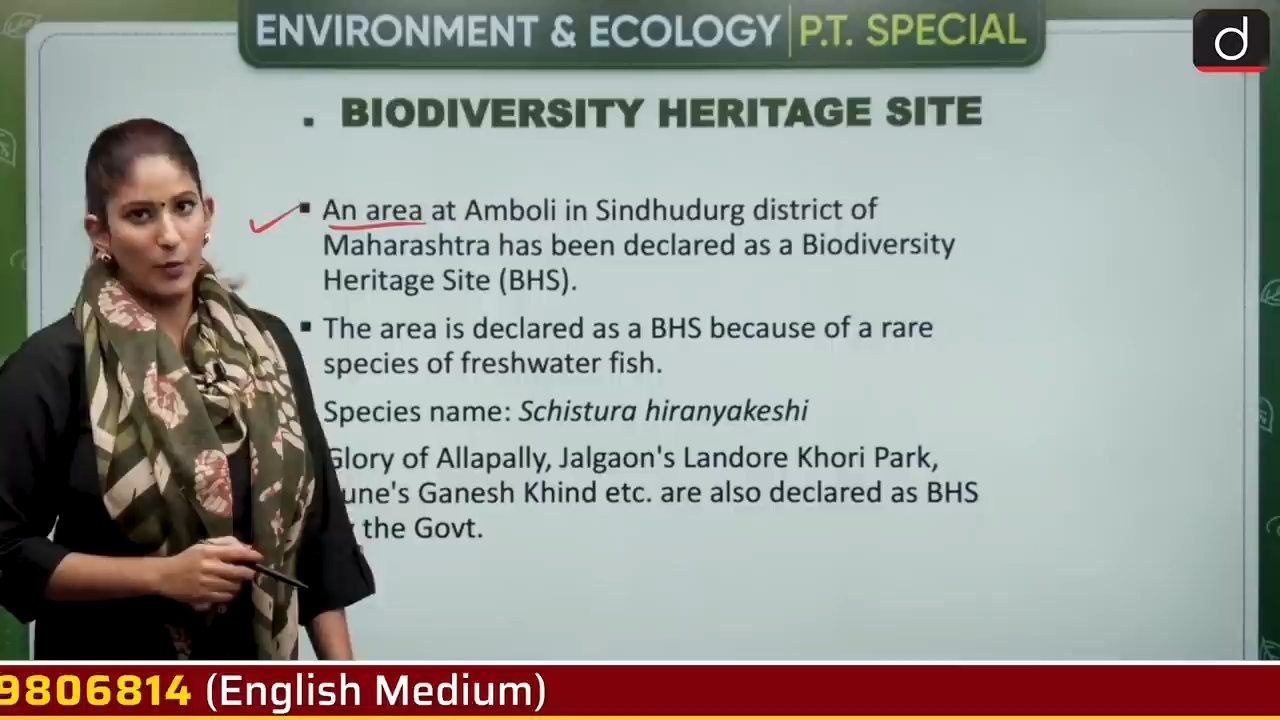 ENVIRONMENT & ECOLOGY P.T. SPECIAL
d
. BIODIVERSITY HERITAGE SITE
▪ An area at Amboli in Sindhudurg district of
Maharashtra has been declared as a Biodiversity
Heritage Site (BHS).
▪ The area is declared as a BHS because of a rare
species of freshwater fish.
Species name: Schistura hiranyakeshi
Glory of Allapally, Jalgaon's Landore Khori Park,
une's Ganesh Khind etc. are also declared as BHS
the Govt.
9806814 (English Medium)